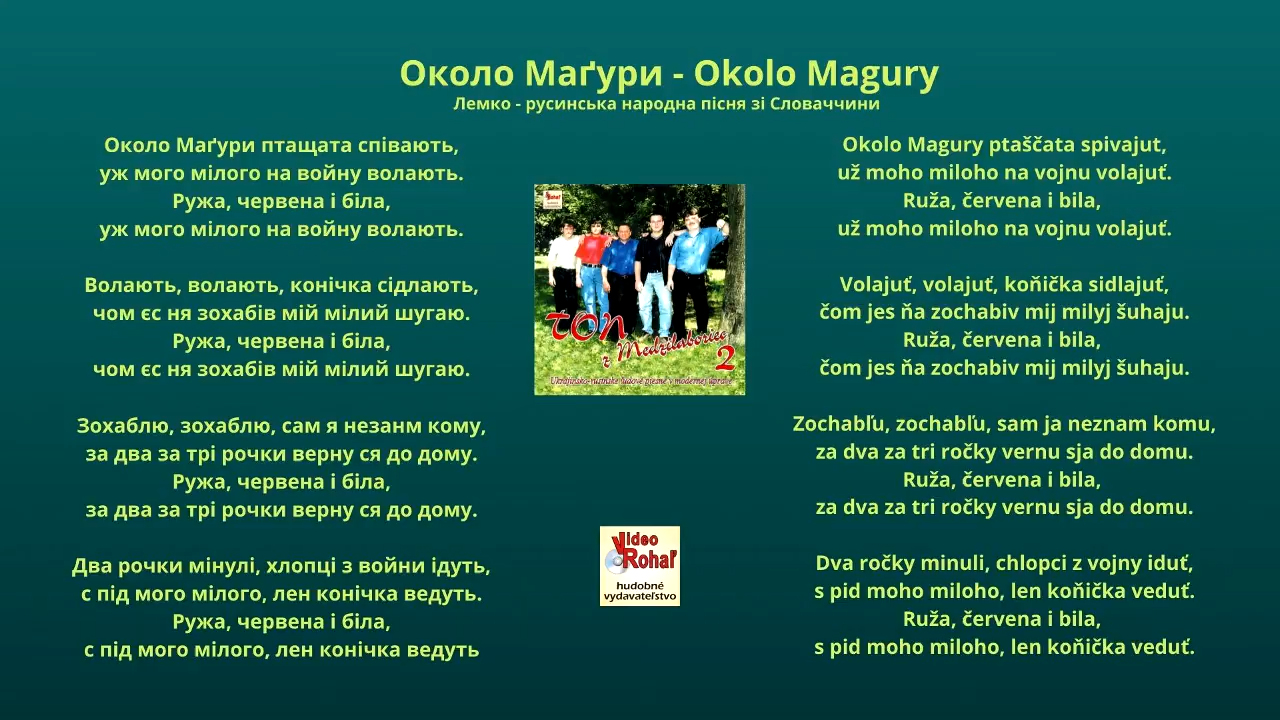 Около Маґури - Okolo Magury
Лемко - русинська народна пісня зі Словаччини
Около Маґури птащата співають,
уж мого мілого на войну волають.
Ружа, червена і біла,
уж мого мілого на войну волають.
Волають, волають, конічка сідлають,
чом єс ня зохабів мій мілий шугаю.
Ружа, червена і біла,
чом єс ня зохабів мій мілий шугаю.
Зохаблю, зохаблю, сам я незанм кому,
за два за трі рочки верну ся до дому.
Ружа, червена і біла,
за два за трі рочки верну ся до дому.
Два рочки мінулі, хлопці з войни ідуть,
с під мого мілого, лен конічка ведуть.
Ружа, червена і біла,
с під мого мілого, лен конічка ведуть
Rohaľ
TON
z Medzilaboriec
2
Ukrajinsko-rusínske ľudové piesne v modernej úprave
Video
Rohaľ
hudobné
vydavateľstvo
Okolo Magury ptaščata spivajut,
už moho miloho na vojnu volajuť.
Ruža, červena i bila,
už moho miloho na vojnu volajuť.
Volajuť, volajuť, koňička sidlajuť,
čom jes ňa zochabiv mij milyj šuhaju.
Ruža, červena i bila,
čom jes ňa zochabiv mij milyj šuhaju.
Zochabľu, zochabľu, sam ja neznam komu,
za dva za tri ročky vernu sja do domu.
Ruža, červena i bila,
za dva za tri ročky vernu sja do domu.
Dva ročky minuli, chlopci z vojny iduť,
s pid moho miloho, len koňička veduť.
Ruža, červena i bila,
s pid moho miloho, len koňička veduť.